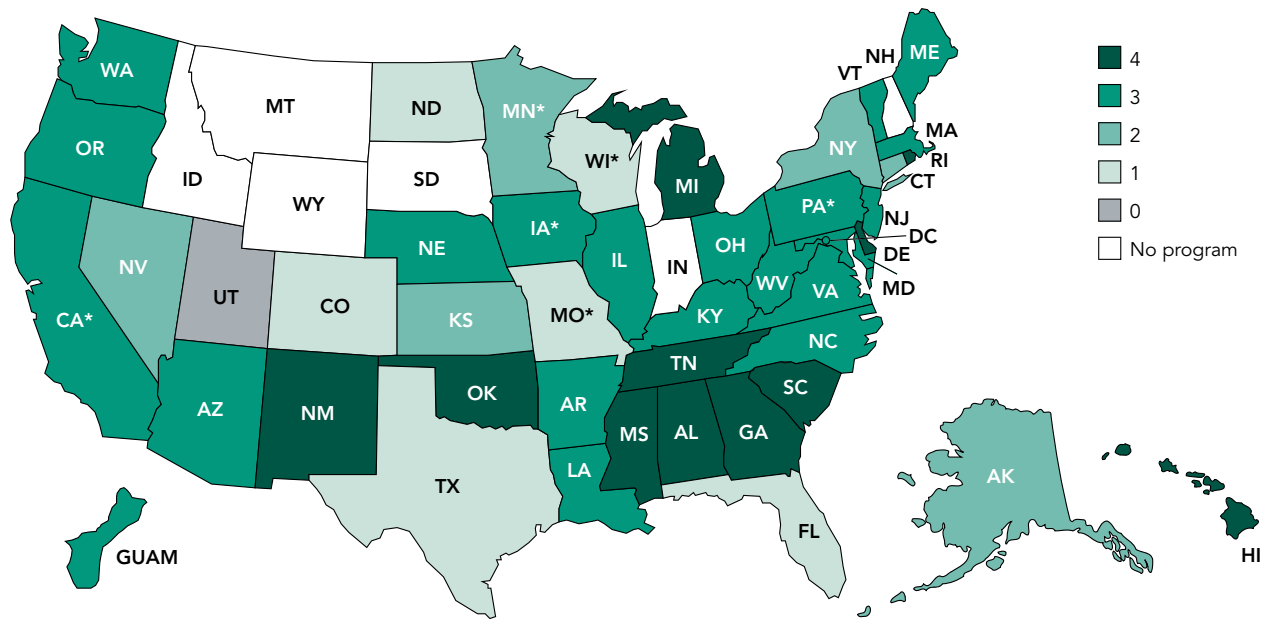 WA
MT
ND
MN*
VT
NH
ME
4
3
2
1
0
No program
OR
ID
WY
SD
WI*
MI
NY
MA
RI
CT
NV
UT
CO
NE
IA*
IL
IN
OH
PA*
NJ
DC
DE
MD
WV
VA
CA*
KS
MO*
KY
NC
AZ
NM
OK
AR
TN
SC
MS
AL
GA
TX
LA
FL
AK
HI
GUAM